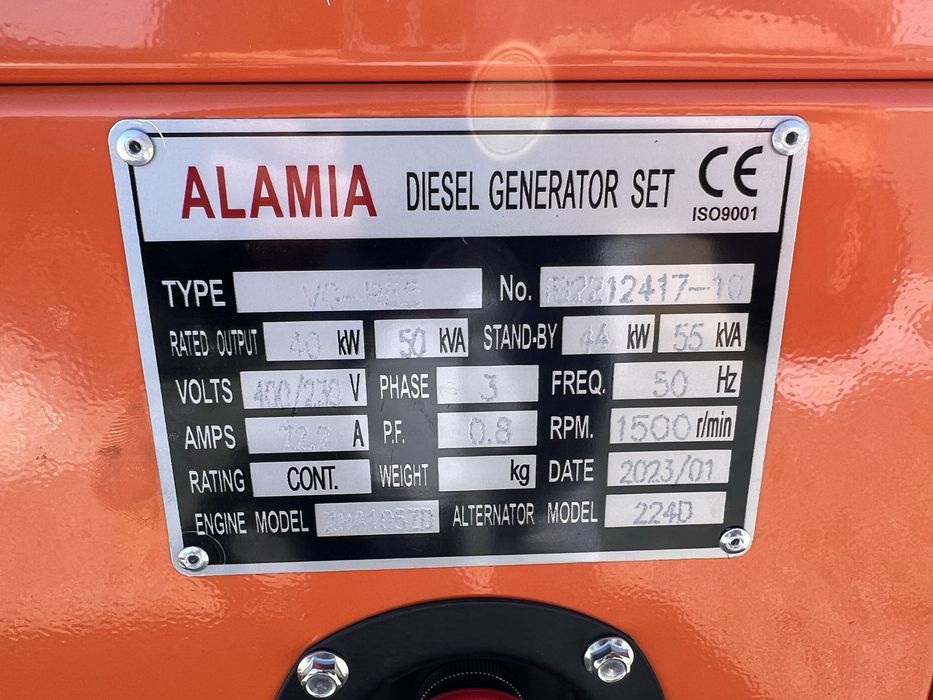 ALAMIA DIESEL GENERATOR SET CE
ISO9001
TYPE No.
RATED OUTPUT 40 kW 50 kVA STAND-BY 44 kW 55 kVA
VOLTS 400/230 V PHASE 3 FREQ. 50 Hz
AMPS 72.2 A P.F. 0.8 RPM. 1500 r/min
RATING CONT. WEIGHT kg DATE 2023/01
ENGINE MODEL ALTERNATOR MODEL 224D